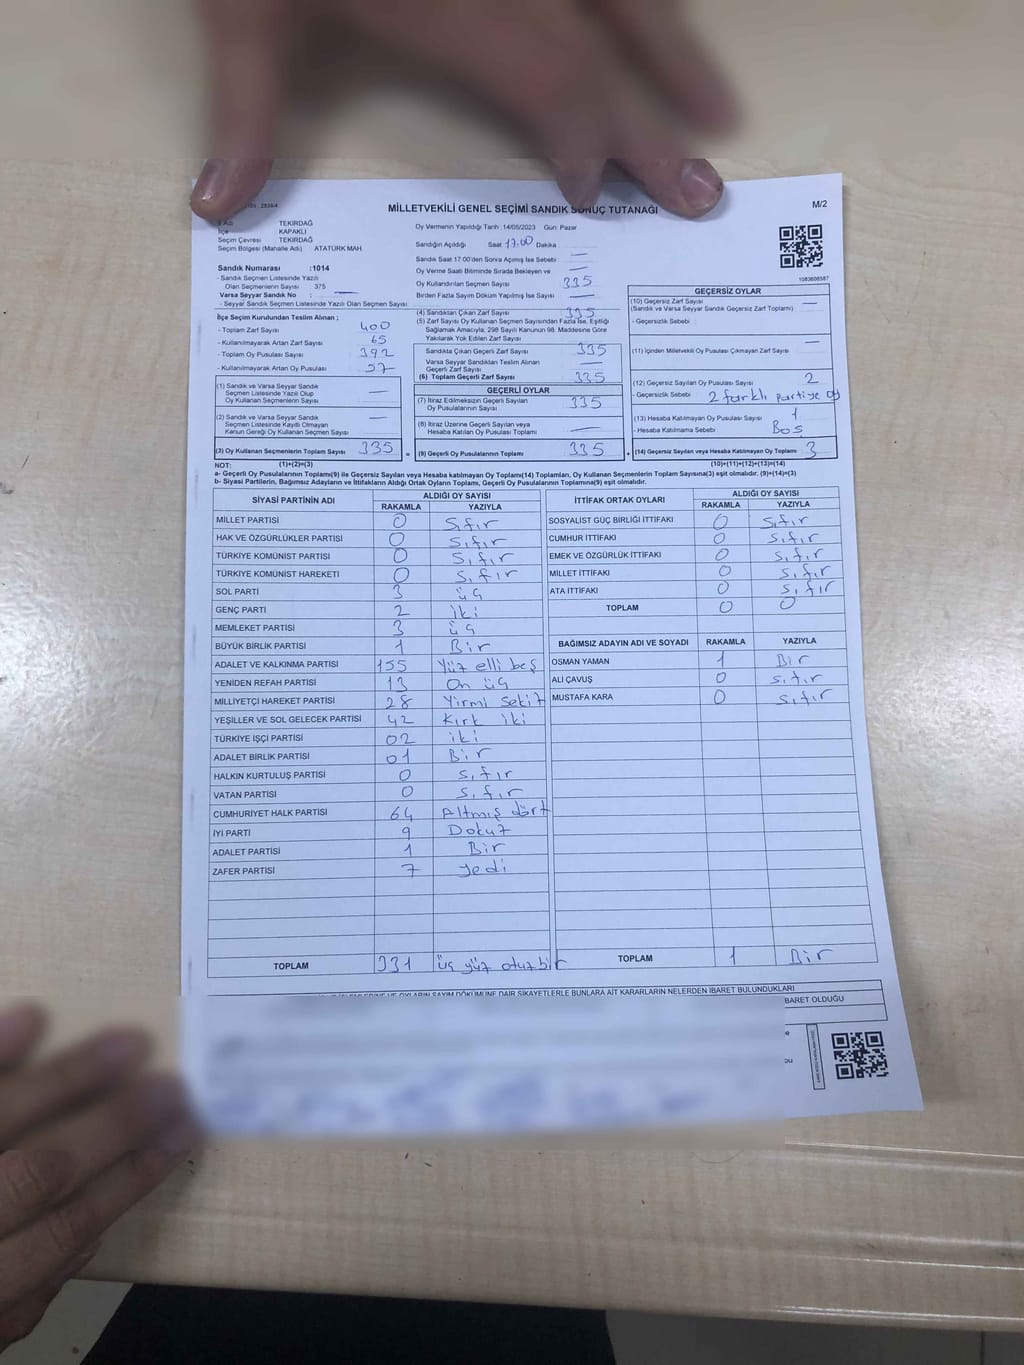 MİLLETVEKİLİ GENEL SEÇİMİ SANDIK SONUÇ TUTANAĞI
M/2
İl Adı TEKİRDAĞ
İlçe KAPAKLI
Seçim Çevresi TEKİRDAĞ
Seçim Bölgesi (Mahalle Adı) ATATÜRK MAH.
Sandık Numarası :1014
- Sandık Seçmen Listesinde Yazılı
Olan Seçmenlerin Sayısı : 375
Varsa Seyyar Sandık No : —
- Seyyar Sandık Seçmen Listesinde Yazılı Olan Seçmen Sayısı:
Oy Vermenin Yapıldığı Tarih :14/05/2023 Gün: Pazar
Sandığın Açıldığı Saat 17.00 Dakika
Sandık Saat 17:00'den Sonra Açılmış İse Sebebi : —
Oy Verme Saati Bitiminde Sırada Bekleyen ve —
Oy Kullandırılan Seçmen Sayısı 335
Birden Fazla Sayım Döküm Yapılmış İse Sayısı : —
1083608587
İlçe Seçim Kurulundan Teslim Alınan ;
- Toplam Zarf Sayısı 400
- Kullanılmayarak Artan Zarf Sayısı 65
- Toplam Oy Pusulası Sayısı 392
- Kullanılmayarak Artan Oy Pusulası 57
(1) Sandık ve Varsa Seyyar Sandık
Seçmen Listesinde Yazılı Olup
Oy Kullanan Seçmenlerin Sayısı —
(2) Sandık ve Varsa Seyyar Sandık
Seçmen Listesinde Kayıtlı Olmayan
Kanun Gereği Oy Kullanan Seçmen Sayısı —
(3) Oy Kullanan Seçmenlerin Toplam Sayısı 335
(1)+(2)=(3)
(4) Sandıktan Çıkan Zarf Sayısı 335
(5) Zarf Sayısı Oy Kullanan Seçmen Sayısından Fazla İse, Eşitliği
Sağlamak Amacıyla, 298 Sayılı Kanunun 98. Maddesine Göre
Yakılarak Yok Edilen Zarf Sayısı
Sandıkta Çıkan Geçerli Zarf Sayısı 335
Varsa Seyyar Sandıktan Teslim Alınan
Geçerli Zarf Sayısı
(6) Toplam Geçerli Zarf Sayısı 335
GEÇERLİ OYLAR
(7) İtiraz Edilmeksizin Geçerli Sayılan
Oy Pusulalarının Sayısı 335
(8) İtiraz Üzerine Geçerli Sayılan veya
Hesaba Katılan Oy Pusulası Toplamı —
(9) Geçerli Oy Pusulalarının Toplamı 335
GEÇERSİZ OYLAR
(10) Geçersiz Zarf Sayısı —
(Sandık ve Varsa Seyyar Sandık Geçersiz Zarf Toplamı)
- Geçersizlik Sebebi :
(11) İçinden Milletvekili Oy Pusulası Çıkmayan Zarf Sayısı —
(12) Geçersiz Sayılan Oy Pusulası Sayısı 2
- Geçersizlik Sebebi 2 farklı partiye oy
(13) Hesaba Katılmayan Oy Pusulası Sayısı 1
- Hesaba Katılmama Sebebi Boş
(14) Geçersiz Sayılan veya Hesaba Katılmayan Oy Toplamı 3
(10)+(11)+(12)+(13)=(14)
NOT:
a- Geçerli Oy Pusulalarının Toplamı(9) ile Geçersiz Sayılan veya Hesaba katılmayan Oy Toplamı(14) Toplamları, Oy Kullanan Seçmenlerin Toplam Sayısına(3) eşit olmalıdır. (9)+(14)=(3)
b- Siyasi Partilerin, Bağımsız Adayların ve İttifakların Aldığı Ortak Oyların Toplamı, Geçerli Oy Pusulalarının Toplamına(9) eşit olmalıdır.
SİYASİ PARTİNİN ADI ALDIĞI OY SAYISI
RAKAMLA YAZIYLA
MİLLET PARTİSİ 0 Sıfır
HAK VE ÖZGÜRLÜKLER PARTİSİ 0 Sıfır
TÜRKİYE KOMÜNİST PARTİSİ 0 Sıfır
TÜRKİYE KOMÜNİST HAREKETİ 0 Sıfır
SOL PARTİ 3 üç
GENÇ PARTİ 2 iki
MEMLEKET PARTİSİ 3 üç
BÜYÜK BİRLİK PARTİSİ 1 Bir
ADALET VE KALKINMA PARTİSİ 155 Yüz elli beş
YENİDEN REFAH PARTİSİ 13 On üç
MİLLİYETÇİ HAREKET PARTİSİ 28 Yirmi Sekiz
YEŞİLLER VE SOL GELECEK PARTİSİ 42 Kırk iki
TÜRKİYE İŞÇİ PARTİSİ 02 iki
ADALET BİRLİK PARTİSİ 01 Bir
HALKIN KURTULUŞ PARTİSİ 0 sıfır
VATAN PARTİSİ 0 sıfır
CUMHURİYET HALK PARTİSİ 64 Altmış dört
İYİ PARTİ 9 Dokuz
ADALET PARTİSİ 1 Bir
ZAFER PARTİSİ 7 yedi
TOPLAM 331 üç yüz otuzbir
İTTİFAK ORTAK OYLARI ALDIĞI OY SAYISI
RAKAMLA YAZIYLA
SOSYALİST GÜÇ BİRLİĞİ İTTİFAKI 0 sıfır
CUMHUR İTTİFAKI 0 sıfır
EMEK VE ÖZGÜRLÜK İTTİFAKI 0 sıfır
MİLLET İTTİFAKI 0 sıfır
ATA İTTİFAKI 0 sıfır
TOPLAM 0 0
BAĞIMSIZ ADAYIN ADI VE SOYADI RAKAMLA YAZIYLA
OSMAN YAMAN 1 Bir
ALİ ÇAVUŞ 0 sıfır
MUSTAFA KARA 0 sıfır
TOPLAM 1 Bir
OYLARIN SAYIM DÖKÜMÜNE DAİR ŞİKAYETLERLE BUNLARA AİT KARARLARIN NELERDEN İBARET BULUNDUKLARI
BARET OLDUĞU